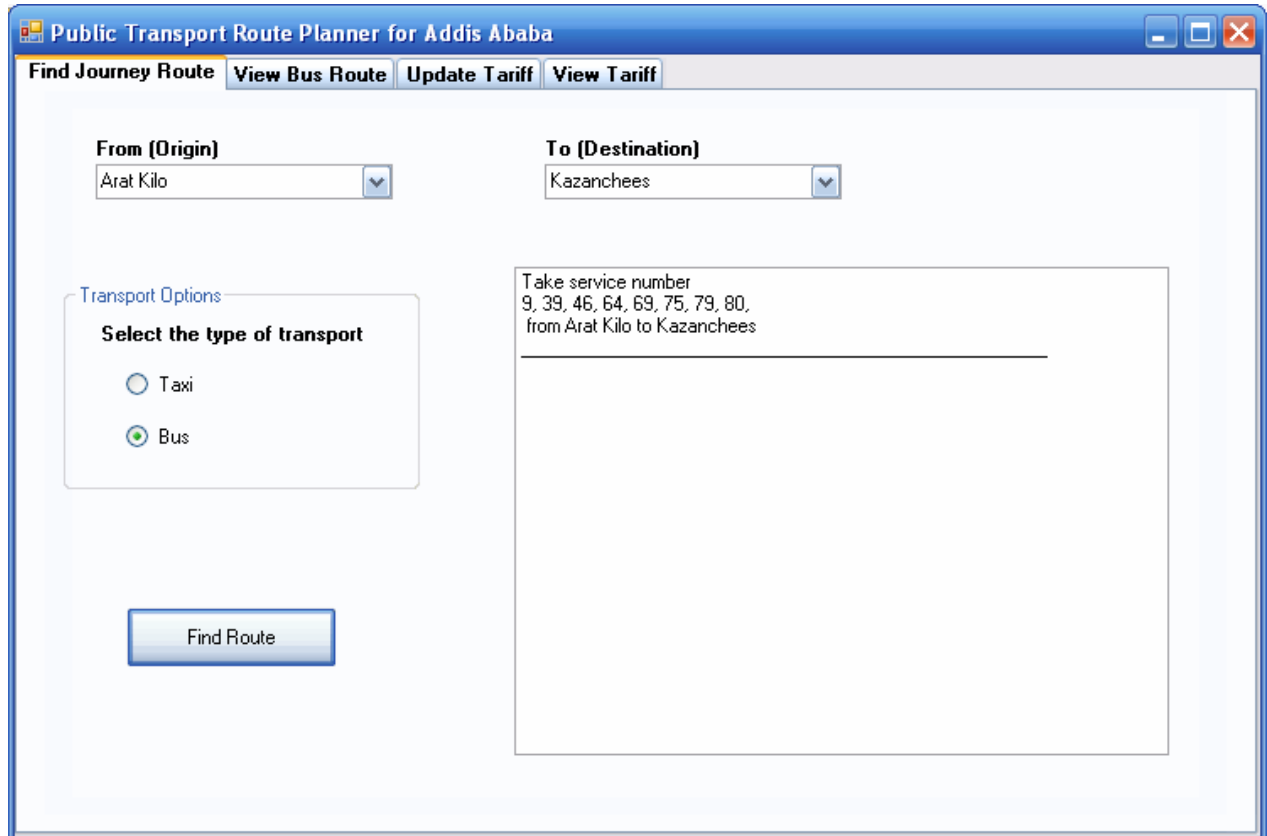 Public Transport Route Planner for Addis Ababa
Find Journey Route View Bus Route Update Tariff View Tariff
From (Origin)
Arat Kilo
To (Destination)
Kazanchees
Transport Options
Select the type of transport
Taxi
Bus
Find Route
Take service number
9, 39, 46, 64, 69, 75, 79, 80,
from Arat Kilo to Kazanchees